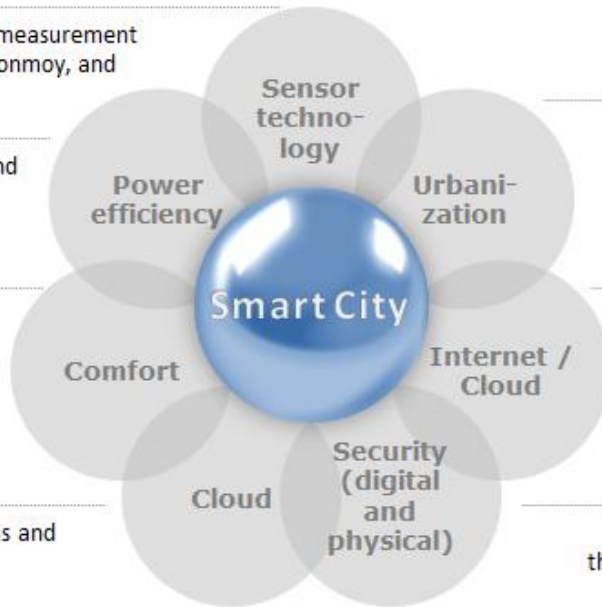 measurement
onmoy, and
nd
s and
th
Sensor
techno-
logy
Urbani-
zation
Internet /
Cloud
Security
(digital
and
physical)
Cloud
Comfort
Power
efficiency
Smart City